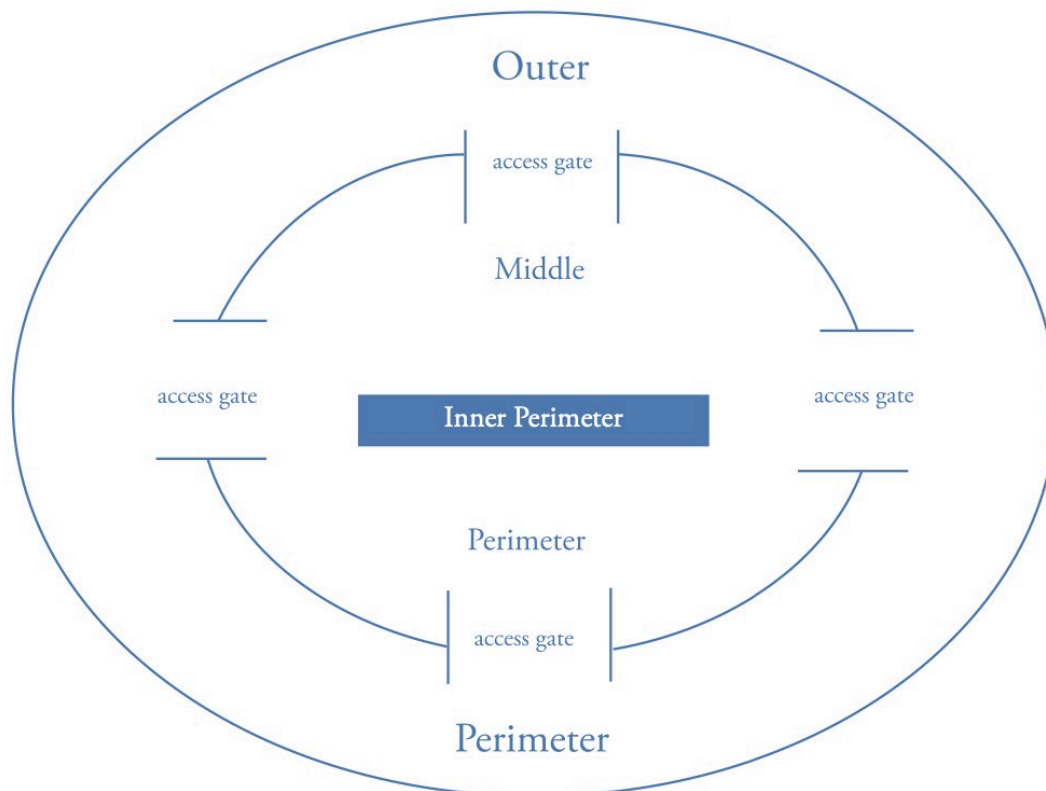 Outer
access gate
Middle
access gate
access gate
Inner Perimeter
Perimeter
access gate
Perimeter